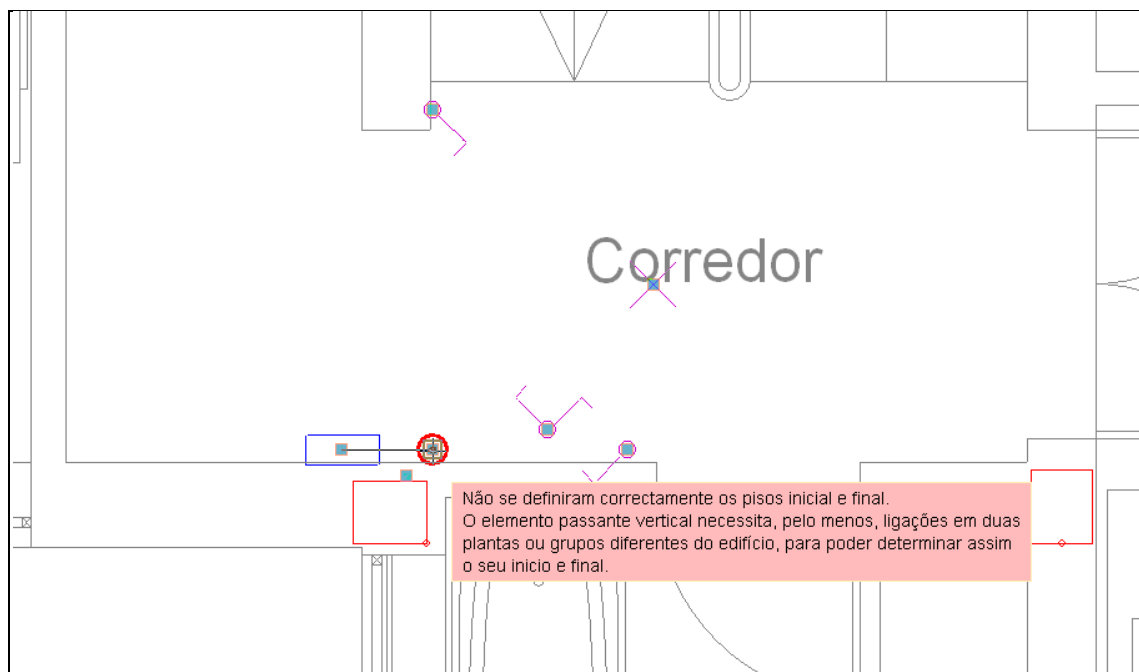 Corredor
Não se definiram correctamente os pisos inicial e final.
O elemento passante vertical necessita, pelo menos, ligações em duas
plantas ou grupos diferentes do edifício, para poder determinar assim
o seu inicio e final.